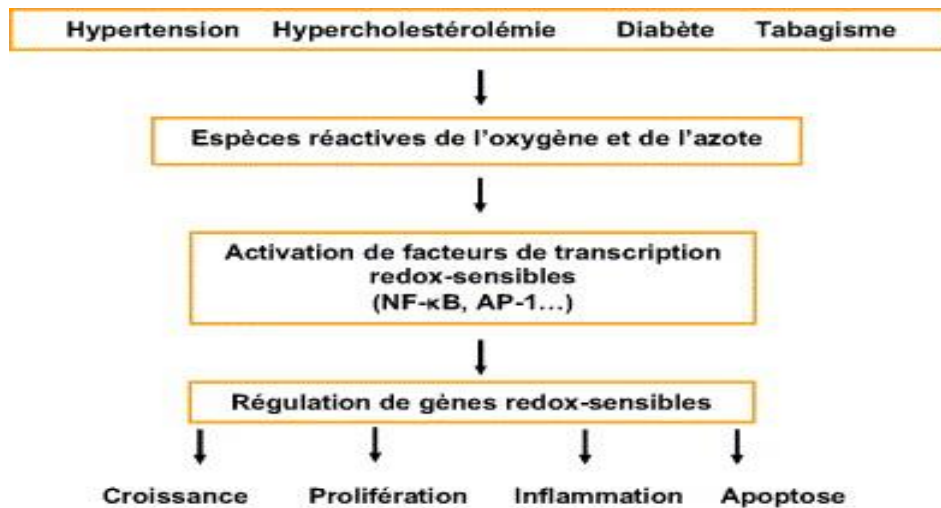 Hypertension Hypercholestérolémie Diabète Tabagisme
Espèces réactives de l'oxygène et de l'azote
Activation de facteurs de transcription
redox-sensibles
(NF-κB, AP-1...)
Régulation de gènes redox-sensibles
Croissance Prolifération Inflammation Apoptose